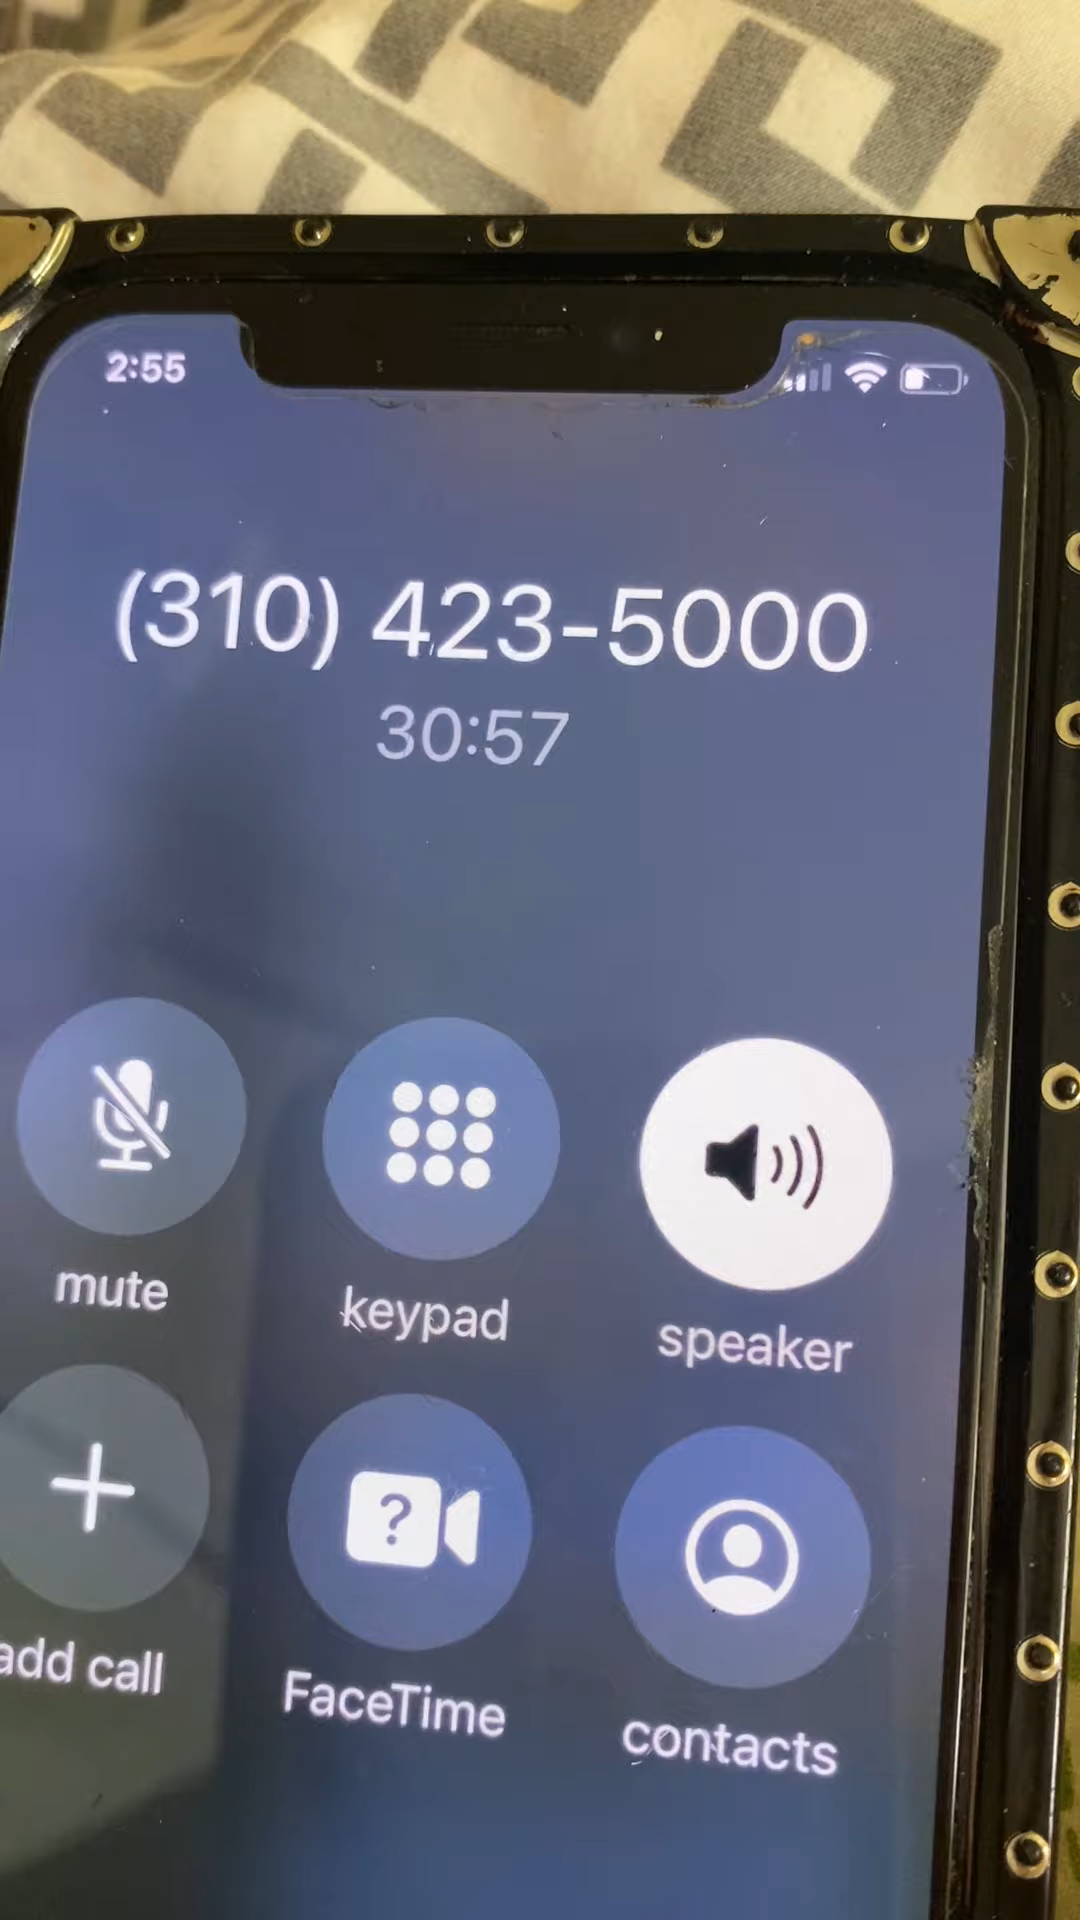 2:55
(310) 423-5000
30:57
mute
keypad
speaker
?
add call
FaceTime
contacts